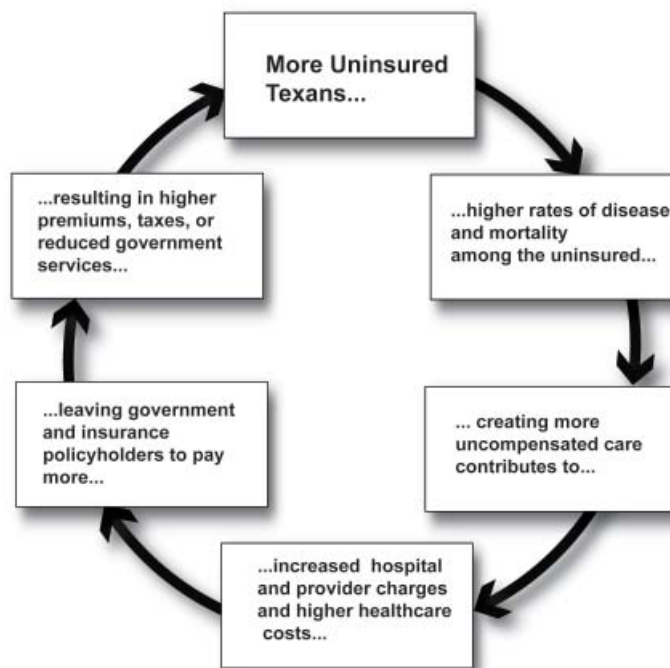 More Uninsured
Texans...
...higher rates of disease
and mortality
among the uninsured...
... creating more
uncompensated care
contributes to...
...increased hospital
and provider charges
and higher healthcare
costs...
...leaving government
and insurance
policyholders to pay
more...
...resulting in higher
premiums, taxes, or
reduced government
services...